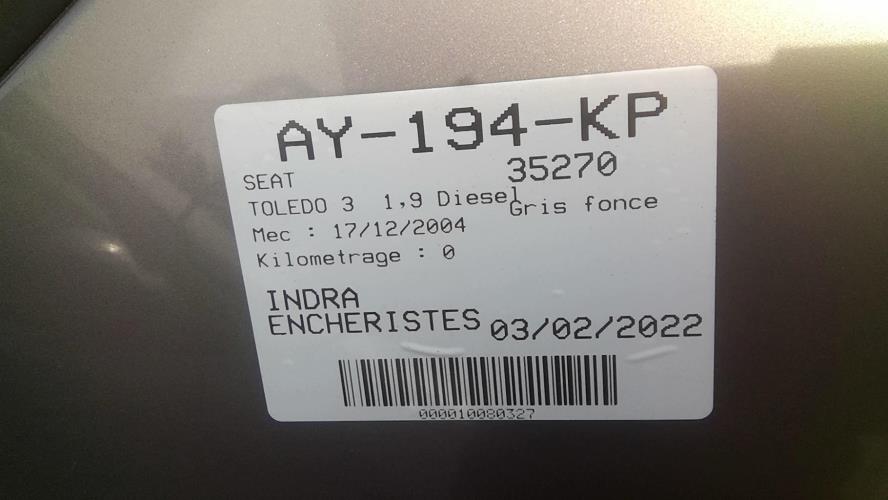 AY-194-KP
SEAT 35270
TOLEDO 3 1,9 Diesel Gris fonce
Mec : 17/12/2004
Kilometrage : 0
INDRA
ENCHERISTES 03/02/2022
000010080327